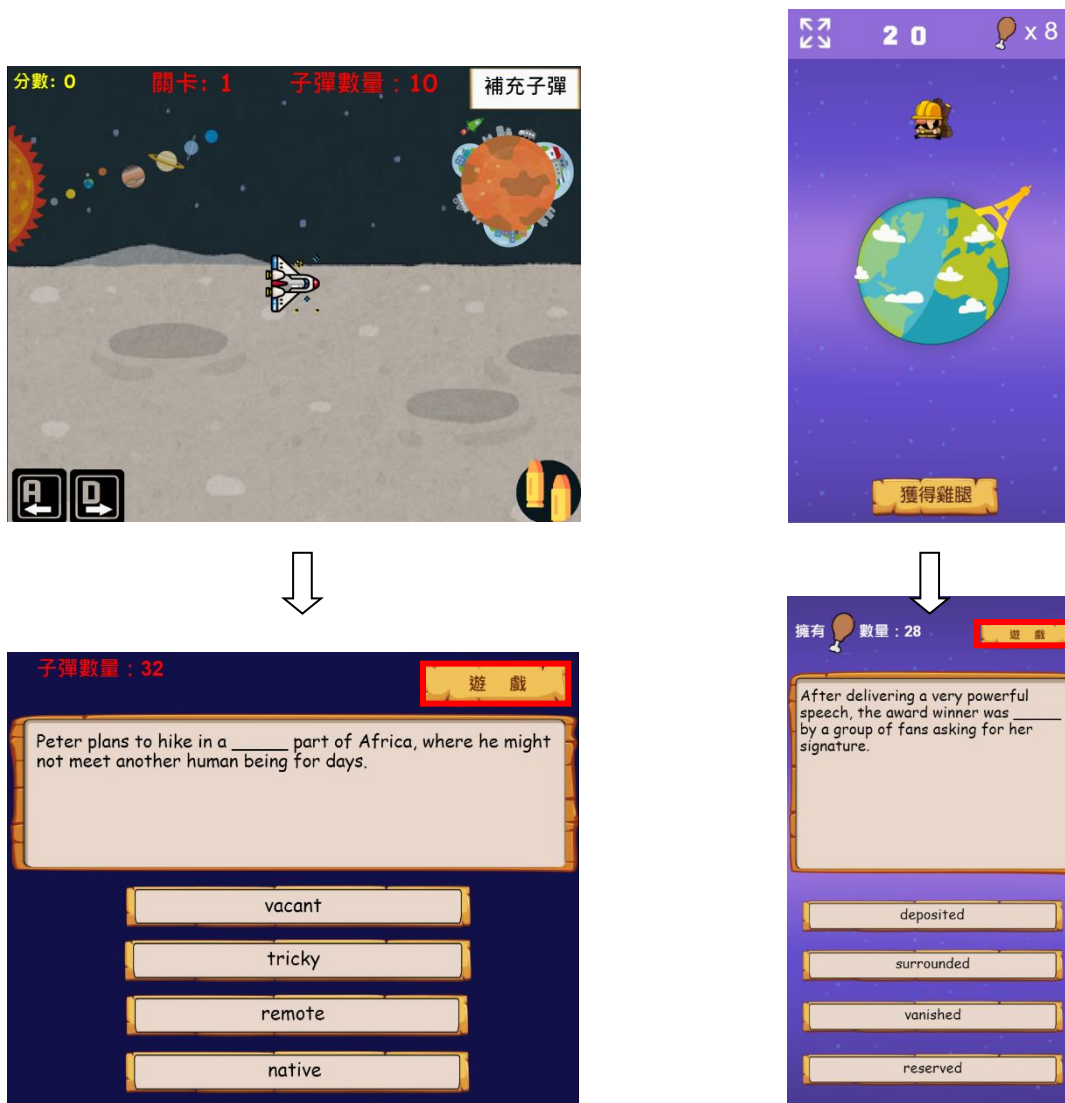 分數: 0
關卡: 1
子彈數量：10
補充子彈
A
D
20
x 8
獲得雞腿
子彈數量：32
遊 戲
Peter plans to hike in a _____ part of Africa, where he might
not meet another human being for days.
vacant
tricky
remote
native
擁有 數量：28
遊 戲
After delivering a very powerful
speech, the award winner was _____
by a group of fans asking for her
signature.
deposited
surrounded
vanished
reserved